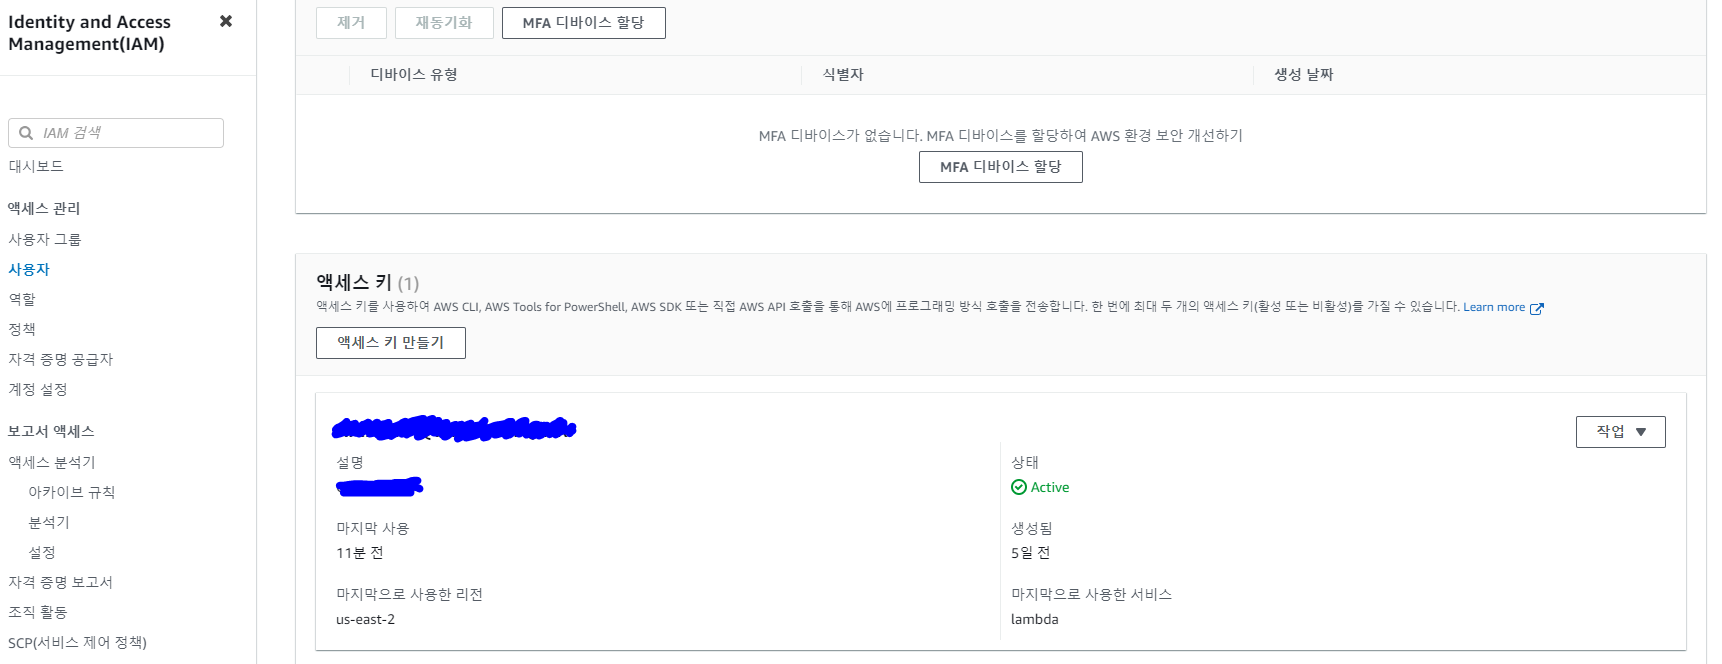 Identity and Access
Management(IAM)
IAM 검색
대시보드
액세스 관리
사용자 그룹
사용자
역할
정책
자격 증명 공급자
계정 설정
보고서 액세스
액세스 분석기
아카이브 규칙
분석기
설정
자격 증명 보고서
조직 활동
SCP(서비스 제어 정책)
제거 재동기화 MFA 디바이스 할당
디바이스 유형 식별자 생성 날짜
MFA 디바이스가 없습니다. MFA 디바이스를 할당하여 AWS 환경 보안 개선하기
MFA 디바이스 할당
액세스 키 (1)
액세스 키를 사용하여 AWS CLI, AWS Tools for PowerShell, AWS SDK 또는 직접 AWS API 호출을 통해 AWS에 프로그래밍 방식 호출을 전송합니다. 한 번에 최대 두 개의 액세스 키(활성 또는 비활성)를 가질 수 있습니다. Learn more
액세스 키 만들기
작업
설명
상태
Active
마지막 사용
11분 전
생성됨
5일 전
마지막으로 사용한 리전
us-east-2
마지막으로 사용한 서비스
lambda